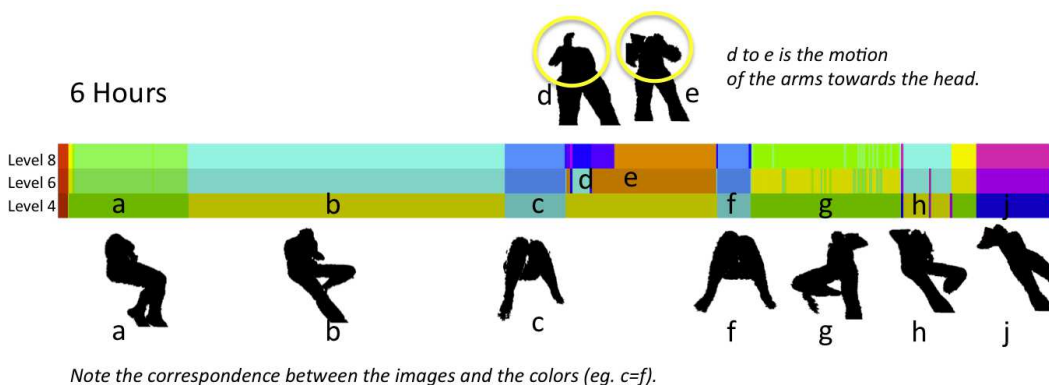 d to e is the motion
of the arms towards the head.
6 Hours
d
e
Level 8
Level 6
Level 4
d e
a b c f g h j
a b c f g h j
Note the correspondence between the images and the colors (eg. c=f).